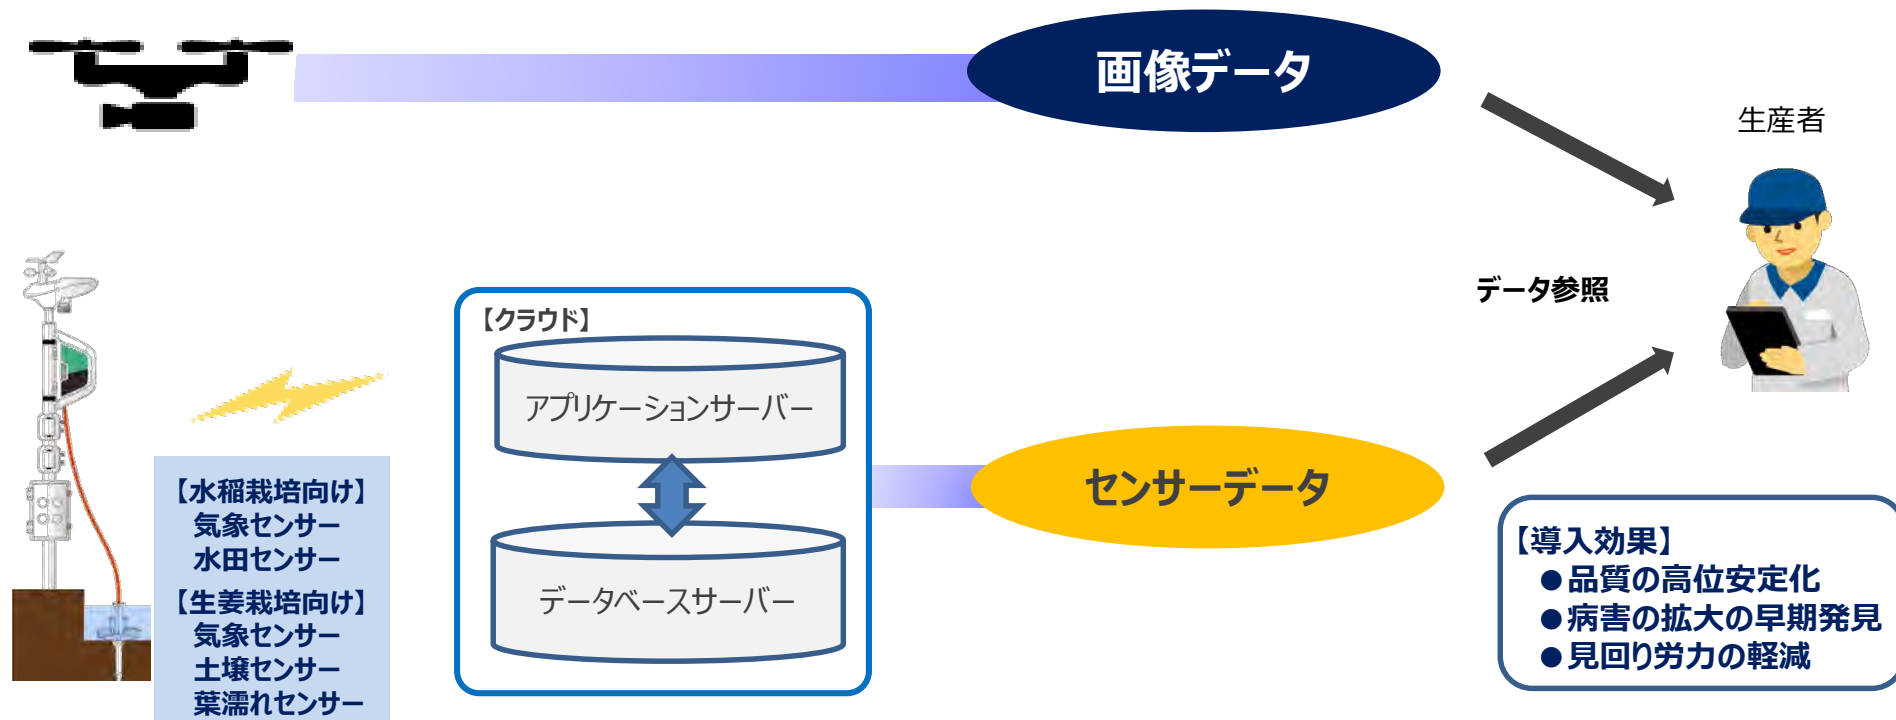 画像データ
生産者
データ参照
【クラウド】
アプリケーションサーバー
データベースサーバー
センサーデータ
【水稲栽培向け】
気象センサー
水田センサー
【生姜栽培向け】
気象センサー
土壌センサー
葉濡れセンサー
【導入効果】
●品質の高位安定化
●病害の拡大の早期発見
●見回り労力の軽減